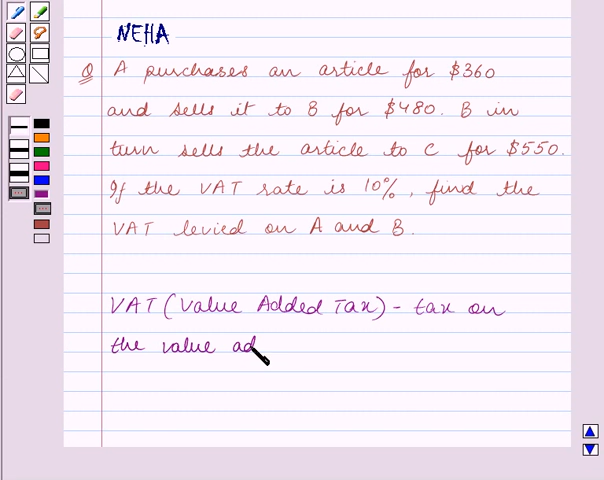 NEHA
Q A purchases an article for $360
and sells it to B for $480. B in
turn sells the article to C for $550.
If the VAT rate is 10%, find the
VAT levied on A and B.
VAT (Value Added Tax) - tax on
the value ad